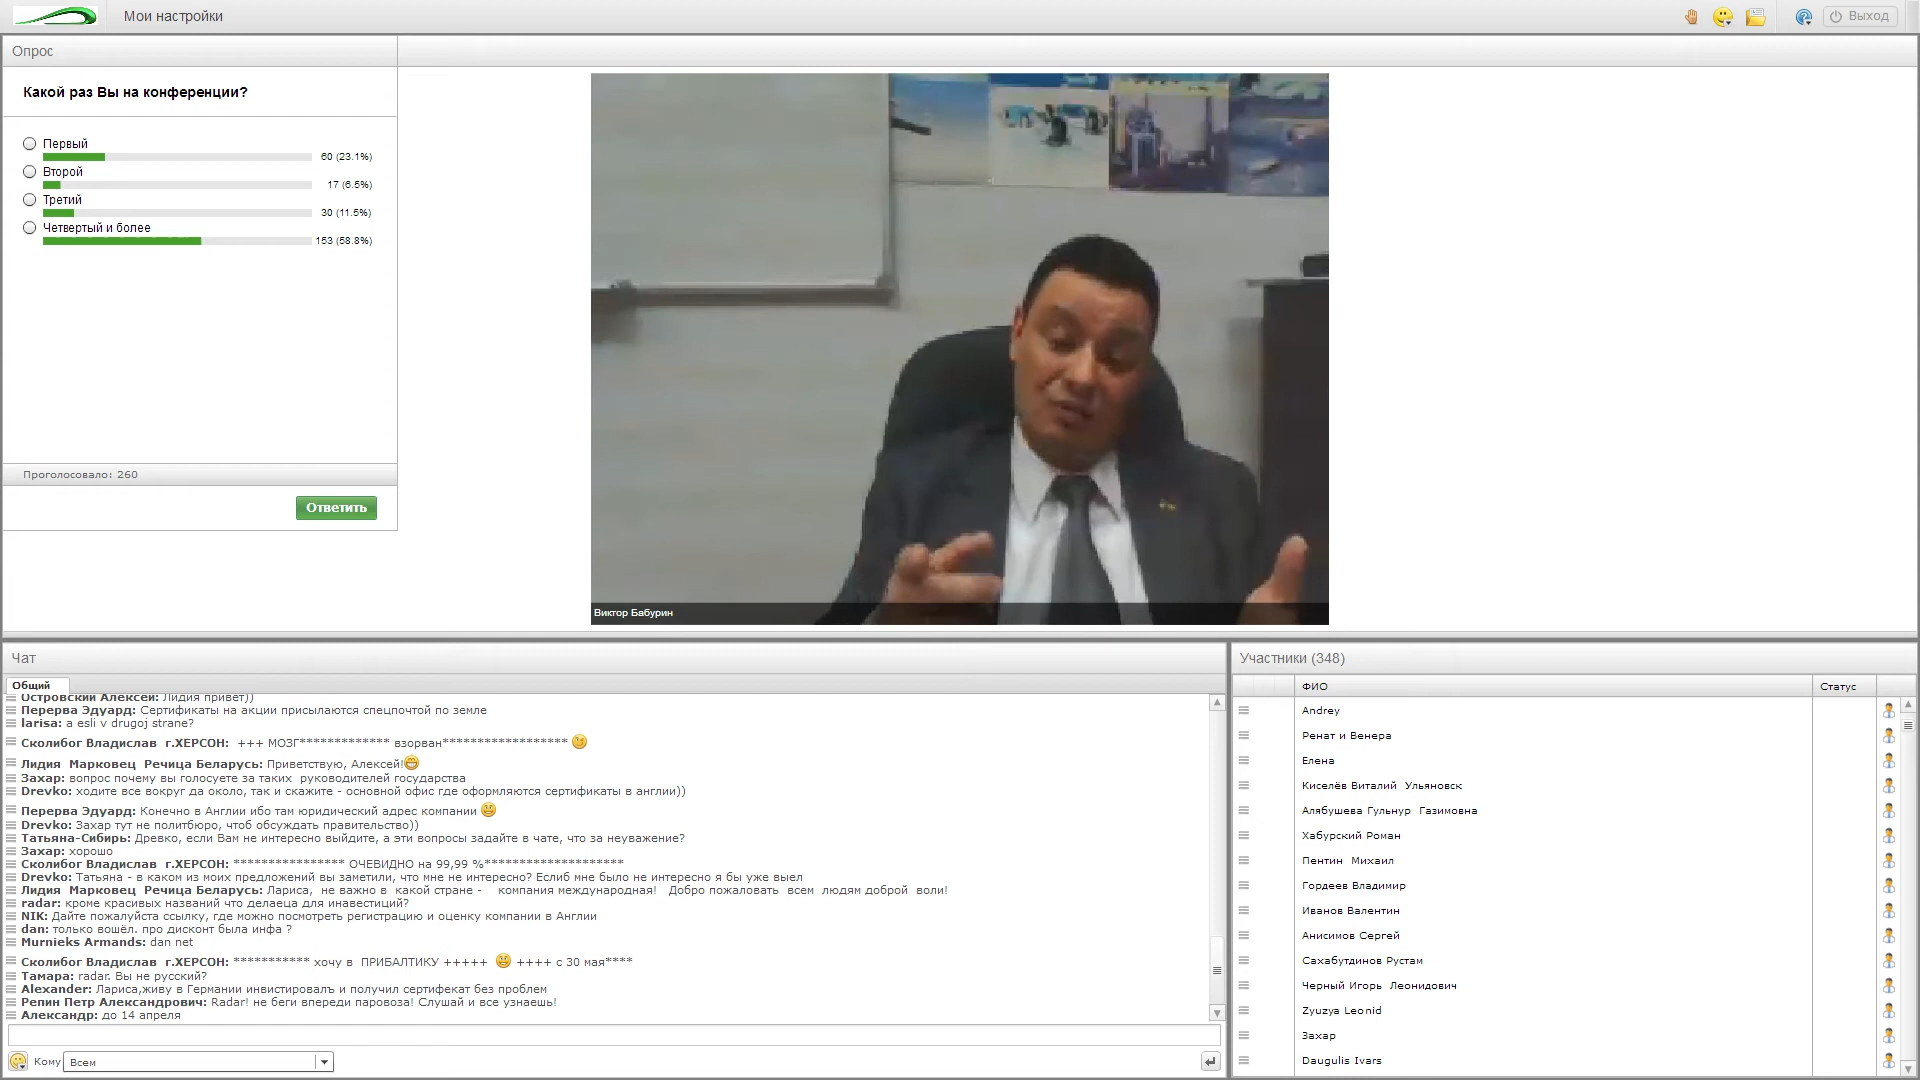 Мои настройки
Выход
Опрос
Какой раз Вы на конференции?
Первый
60 (23.1%)
Второй
17 (6.5%)
Третий
30 (11.5%)
Четвертый и более
153 (58.8%)
Проголосовало: 260
Ответить
Виктор Бабурин
Чат
Общий
Островский Алексей: Лидия привет))
Перерва Эдуард: Сертификаты на акции присылаются спецпочтой по земле
larisa: a esli v drugoj strane?
Сколибог Владислав г.ХЕРСОН: +++ МОЗГ************* взорван******************
Лидия Марковец Речица Беларусь: Приветствую, Алексей!
Захар: вопрос почему вы голосуете за таких руководителей государства
Drevko: ходите все вокруг да около, так и скажите - основной офис где оформляются сертификаты в англии))
Перерва Эдуард: Конечно в Англии ибо там юридический адрес компании
Drevko: Захар тут не политбюро, чтоб обсуждать правительство))
Татьяна-Сибирь: Древко, если Вам не интересно выйдите, а эти вопросы задайте в чате, что за неуважение?
Захар: хорошо
Сколибог Владислав г.ХЕРСОН: **************** ОЧЕВИДНО на 99,99 %********************
Drevko: Татьяна - в каком из моих предложений вы заметили, что мне не интересно? Еслиб мне было не интересно я бы уже выел
Лидия Марковец Речица Беларусь: Лариса, не важно в какой стране - компания международная! Добро пожаловать всем людям доброй воли!
radar: кроме красивых названий что делаеца для инавестиций?
NIK: Дайте пожалуйста ссылку, где можно посмотреть регистрацию и оценку компании в Англии
dan: только вошёл. про дисконт была инфа ?
Murnieks Armands: dan net
Сколибог Владислав г.ХЕРСОН: *********** хочу в ПРИБАЛТИКУ +++++ ++++ с 30 мая****
Тамара: radar. Вы не русский?
Alexander: Лариса,живу в Германи инвистировалъ и получил сертифекат без проблем
Репин Петр Александрович: Radar! не беги впереди паровоза! Слушай и все узнаешь!
Александр: до 14 апреля
Кому
Всем
Участники (348)
ФИО
Статус
Andrey
Ренат и Венера
Елена
Киселёв Виталий Ульяновск
Алябушева Гульнур Газимовна
Хабурский Роман
Пентин Михаил
Гордеев Владимир
Иванов Валентин
Анисимов Сергей
Сахабутдинов Рустам
Черный Игорь Леонидович
Zyuzya Leonid
Захар
Daugulis Ivars